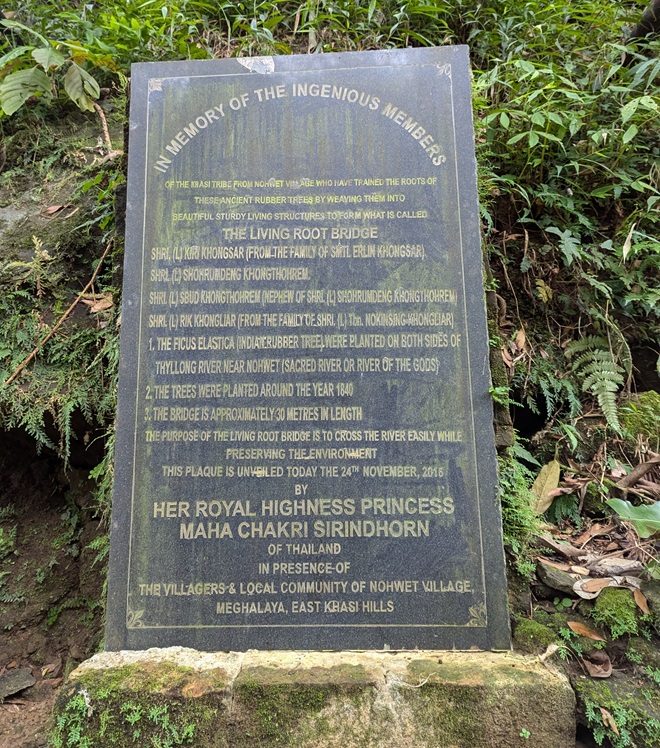 IN MEMORY OF THE INGENIOUS MEMBERS
OF THE KHASI TRIBE FROM NOHWET VILLAGE WHO HAVE TRAINED THE ROOTS OF
THESE ANCIENT RUBBER TREES BY WEAVING THEM INTO
BEAUTIFUL STURDY LIVING STRUCTURES TO FORM WHAT IS CALLED
THE LIVING ROOT BRIDGE
SHRI. (L) KIRI KHONGSAR (FROM THE FAMILY OF SMTI. ERLIN KHONGSAR)
SHRI. (L) SHOHRUMDENG KHONGTHOHREM.
SHRI. (L) SBUD KHONGTHOHREM (NEPHEW OF SHRI. (L) SHOHRUMDENG KHONGTHOHREM)
SHRI. (L) RIK KHONGLIAR (FROM THE FAMILY OF SHRI. (L) Tbn. NOKINSING KHONGLIAR)
1. THE FICUS ELASTICA (INDIAN RUBBER TREE) WERE PLANTED ON BOTH SIDES OF
THYLLONG RIVER NEAR NOHWET (SACRED RIVER OR RIVER OF THE GODS)
2. THE TREES WERE PLANTED AROUND THE YEAR 1840
3. THE BRIDGE IS APPROXIMATELY 30 METRES IN LENGTH
THE PURPOSE OF THE LIVING ROOT BRIDGE IS TO CROSS THE RIVER EASILY WHILE
PRESERVING THE ENVIRONMENT
THIS PLAQUE IS UNVEILED TODAY THE 24TH NOVEMBER, 2016
BY
HER ROYAL HIGHNESS PRINCESS
MAHA CHAKRI SIRINDHORN
OF THAILAND
IN PRESENCE OF
THE VILLAGERS & LOCAL COMMUNITY OF NOHWET VILLAGE,
MEGHALAYA, EAST KHASI HILLS